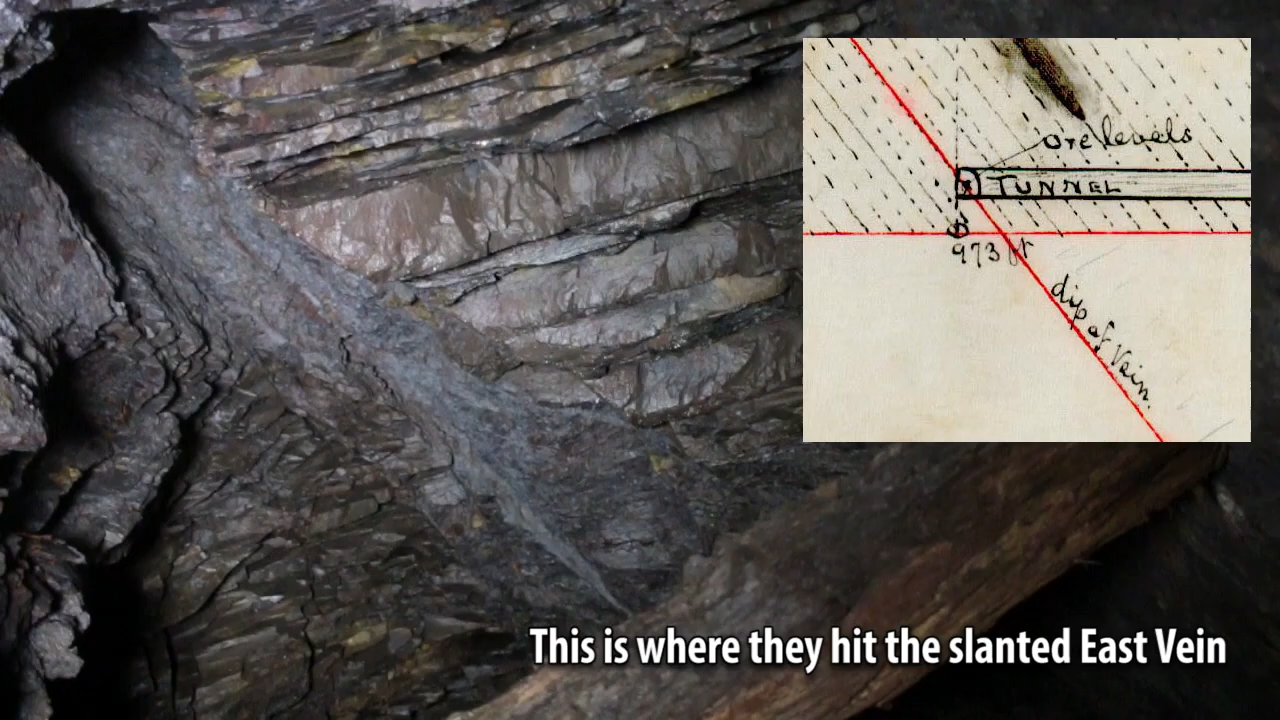 ore levels
TUNNEL
973 ft
dip of Vein.
This is where they hit the slanted East Vein